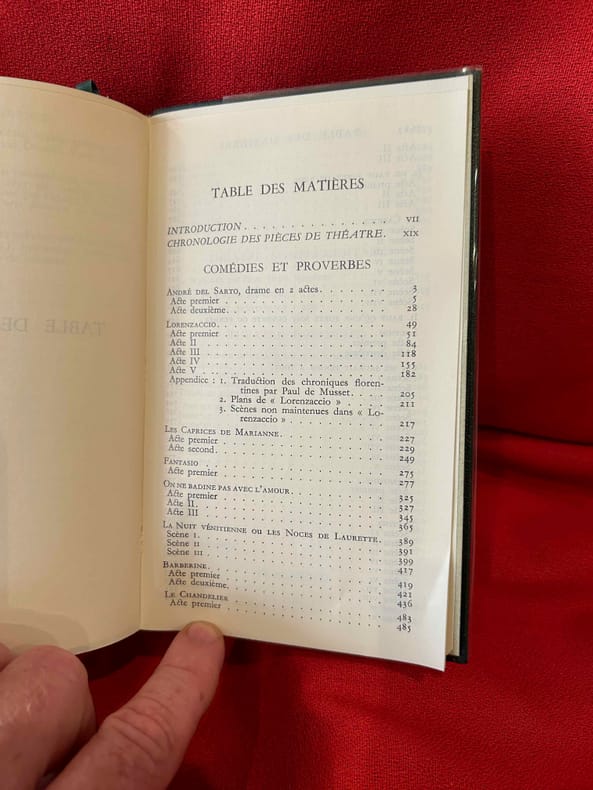 TABLE DES MATIÈRES
INTRODUCTION . . . . . . . . . . . . . . . VII
CHRONOLOGIE DES PIÈCES DE THÉATRE. XIX
COMÉDIES ET PROVERBES
ANDRÉ DEL SARTO, drame en 2 actes. . . . . . . . 3
Acte premier . . . . . . . . . . . . . . . 5
Acte deuxième. . . . . . . . . . . . . . . 28
LORENZACCIO . . . . . . . . . . . . . . . 49
Acte premier . . . . . . . . . . . . . . . 51
Acte II . . . . . . . . . . . . . . . 84
Acte III . . . . . . . . . . . . . . . 118
Acte IV . . . . . . . . . . . . . . . 155
Acte V . . . . . . . . . . . . . . . 182
Appendice : 1. Traduction des chroniques floren-
tines par Paul de Musset . . . . . 205
2. Plans de « Lorenzaccio » . . . . . 211
3. Scènes non maintenues dans « Lo-
renzaccio » . . . . . . . . . . 217
LES CAPRICES DE MARIANNE. . . . . . . . . . 227
Acte premier . . . . . . . . . . . . . . . 229
Acte second. . . . . . . . . . . . . . . 249
FANTASIO . . . . . . . . . . . . . . . 275
Acte premier . . . . . . . . . . . . . . . 277
ON NE BADINE PAS AVEC L'AMOUR. . . . . . . . . 325
Acte premier . . . . . . . . . . . . . . . 327
Acte II. . . . . . . . . . . . . . . 345
Acte III . . . . . . . . . . . . . . . 365
LA NUIT VÉNITIENNE OU LES NOCES DE LAURETTE. . . 389
Scène I. . . . . . . . . . . . . . . 391
Scène II . . . . . . . . . . . . . . . 399
Scène III . . . . . . . . . . . . . . . 417
BARBERINE. . . . . . . . . . . . . . . 419
Acte premier . . . . . . . . . . . . . . . 421
Acte deuxième. . . . . . . . . . . . . . . 436
LE CHANDELIER . . . . . . . . . . . . . . . 483
Acte premier . . . . . . . . . . . . . . . 485